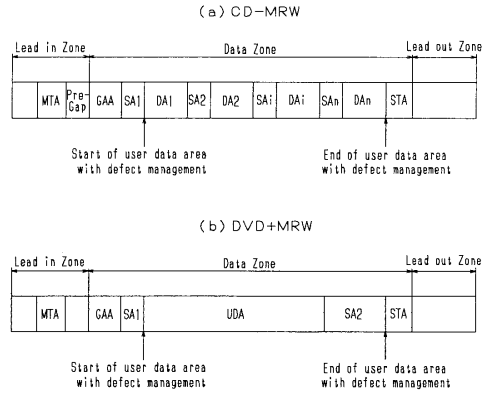 (a) CD-MRW
Lead in Zone
Data Zone
Lead out Zone
MTA
Pre-
Gap
GAA
SA1
DA1
SA2
DA2
SAi
DAi
SAn
DAn
STA
Start of user data area
with defect management
End of user data area
with defect management
(b) DVD+MRW
Lead in Zone
Data Zone
Lead out Zone
MTA
GAA
SA1
UDA
SA2
STA
Start of user data area
with defect management
End of user data area
with defect management